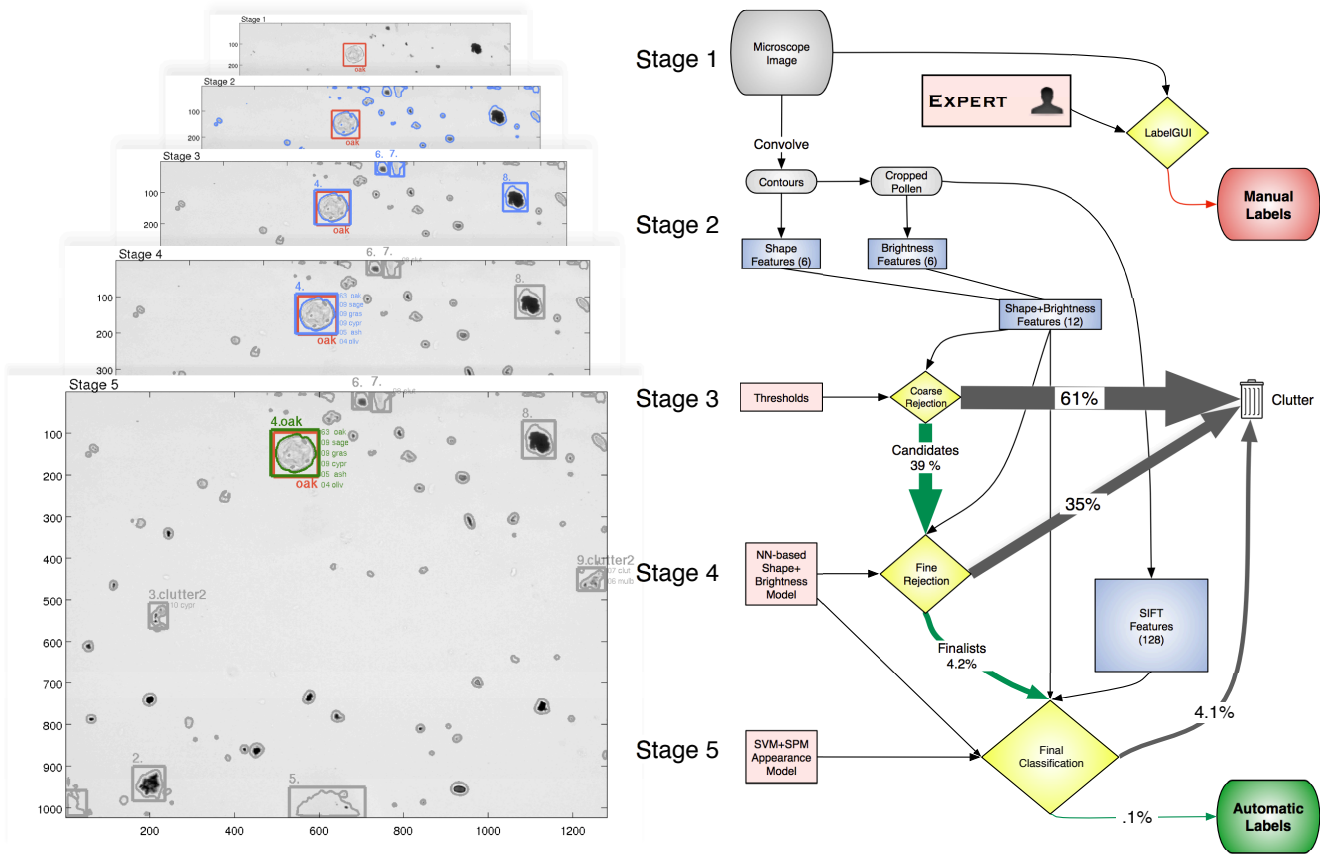 Stage 1
100
200
oak
Stage 2
100
200
oak
Stage 3
6. 7.
4.
8.
100
200
oak
Stage 4
6. 7.
4.
8.
63 oak
09 sage
09 gras
09 cypr
05 ash
04 oliv
100
200
300
oak
Stage 5
6. 7.
4.oak
8.
63 oak
09 sage
09 gras
09 cypr
05 ash
04 oliv
oak
9.clutter2
07 clut
06 mulb
3.clutter2
10 cypr
2.
5.
100
200
300
400
500
600
700
800
900
1000
200 400 600 800 1000 1200
Stage 1
Microscope
Image
EXPERT
LabelGUI
Manual
Labels
Convolve
Contours
Cropped
Pollen
Stage 2
Shape
Features (6)
Brightness
Features (6)
Shape+Brightness
Features (12)
Stage 3
Thresholds
Coarse
Rejection
61%
Clutter
Candidates
39 %
35%
Stage 4
NN-based
Shape+
Brightness
Model
Fine
Rejection
SIFT
Features
(128)
Finalists
4.2%
4.1%
Stage 5
SVM+SPM
Appearance
Model
Final
Classification
.1%
Automatic
Labels